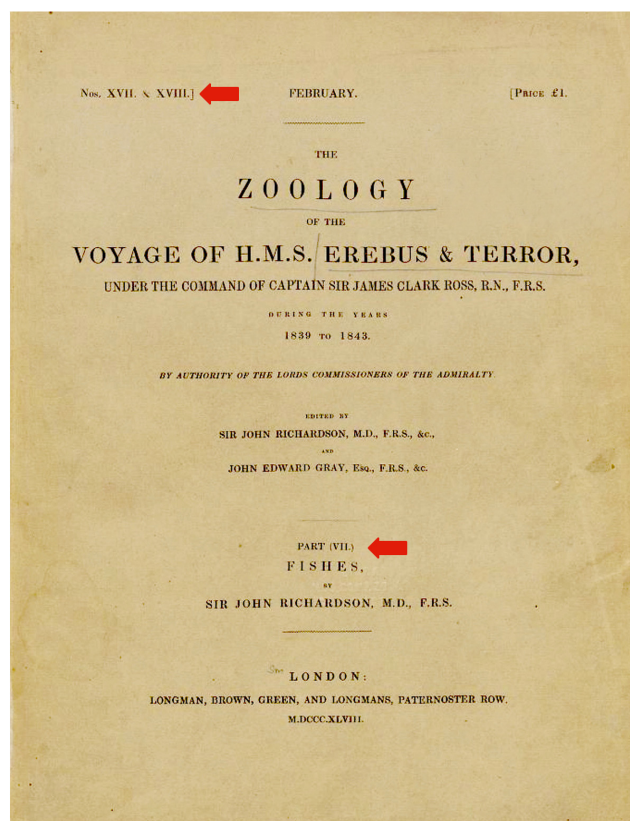 Nos. XVII. & XVIII.] FEBRUARY. [PRICE £1.
THE
ZOOLOGY
OF THE
VOYAGE OF H.M.S. EREBUS & TERROR,
UNDER THE COMMAND OF CAPTAIN SIR JAMES CLARK ROSS, R.N., F.R.S.
DURING THE YEARS
1839 TO 1843.
BY AUTHORITY OF THE LORDS COMMISSIONERS OF THE ADMIRALTY
EDITED BY
SIR JOHN RICHARDSON, M.D., F.R.S., &c.,
AND
JOHN EDWARD GRAY, Esq., F.R.S., &c.
PART (VII.)
FISHES,
BY
SIR JOHN RICHARDSON, M.D., F.R.S.
LONDON:
LONGMAN, BROWN, GREEN, AND LONGMANS, PATERNOSTER ROW.
M.DCCC.XLVIII.